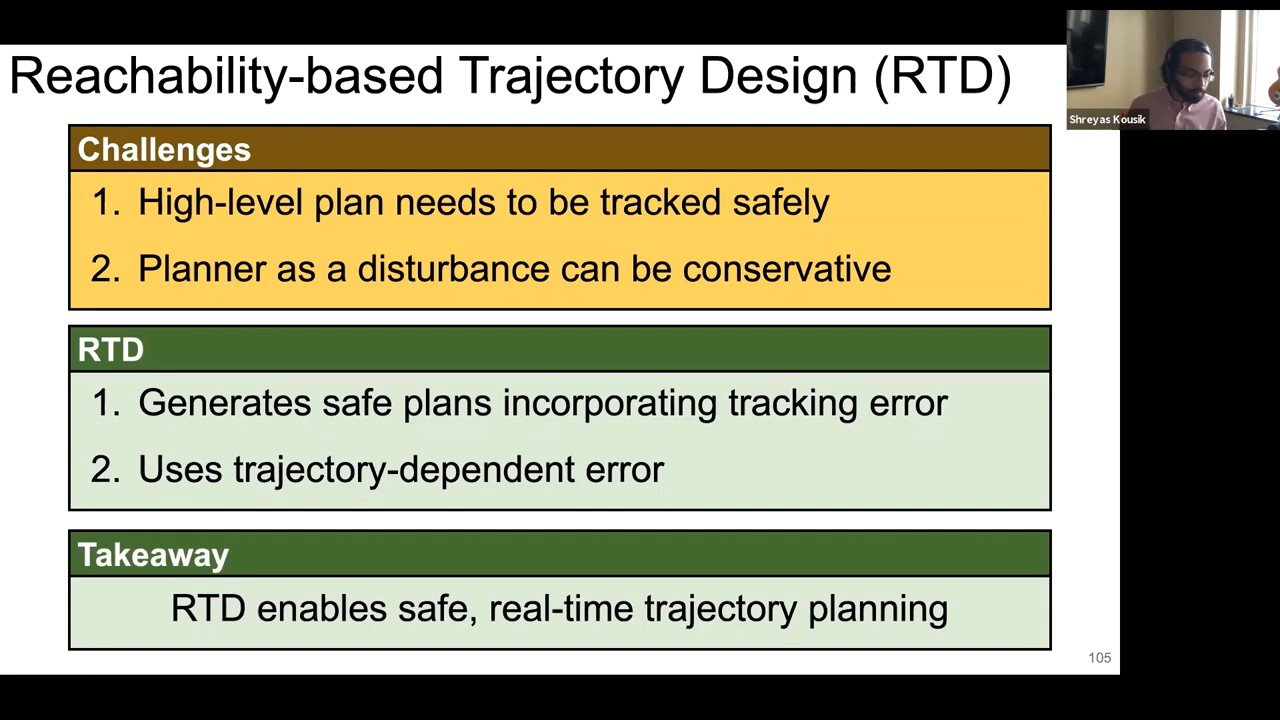 Reachability-based Trajectory Design (RTD)
Shreyas Kousik
Challenges
1. High-level plan needs to be tracked safely
2. Planner as a disturbance can be conservative
RTD
1. Generates safe plans incorporating tracking error
2. Uses trajectory-dependent error
Takeaway
RTD enables safe, real-time trajectory planning
105